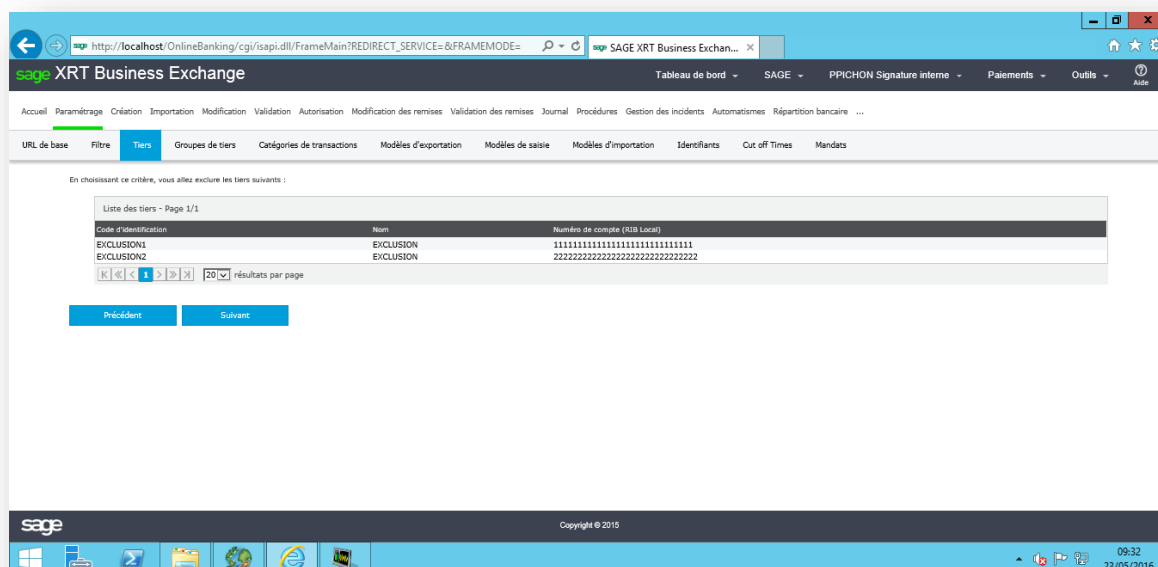 http://localhost/OnlineBanking/cgi/isapi.dll/FrameMain?REDIRECT_SERVICE=&FRAMEMODE=
sage SAGE XRT Business Exchan...
sage XRT Business Exchange
Tableau de bord SAGE PPICHON Signature interne Paiements Outils Aide
Accueil Paramétrage Création Importation Modification Validation Autorisation Modification des remises Validation des remises Journal Procédures Gestion des incidents Automatismes Répartition bancaire ...
URL de base Filtre Tiers Groupes de tiers Catégories de transactions Modèles d'exportation Modèles de saisie Modèles d'importation Identifiants Cut off Times Mandats
En choisissant ce critère, vous allez exclure les tiers suivants :
Liste des tiers - Page 1/1
Code d'identification Nom Numéro de compte (RIB Local)
EXCLUSION1 EXCLUSION 11111111111111111111111111111
EXCLUSION2 EXCLUSION 222222222222222222222222222222
1 20 résultats par page
Précédent Suivant
sage Copyright © 2015
09:32
23/05/2016